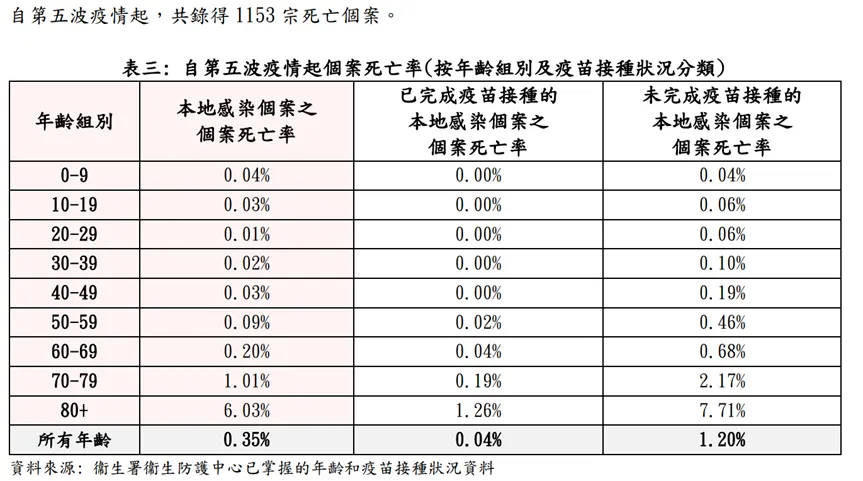 自第五波疫情起，共錄得 1153 宗死亡個案。
表三: 自第五波疫情起個案死亡率(按年齡組別及疫苗接種狀況分類)
年齡組別 本地感染個案之個案死亡率 已完成疫苗接種的本地感染個案之個案死亡率 未完成疫苗接種的本地感染個案之個案死亡率
0-9 0.04% 0.00% 0.04%
10-19 0.03% 0.00% 0.06%
20-29 0.01% 0.00% 0.06%
30-39 0.02% 0.00% 0.10%
40-49 0.03% 0.00% 0.19%
50-59 0.09% 0.02% 0.46%
60-69 0.20% 0.04% 0.68%
70-79 1.01% 0.19% 2.17%
80+ 6.03% 1.26% 7.71%
所有年齡 0.35% 0.04% 1.20%
資料來源: 衞生署衞生防護中心已掌握的年齡和疫苗接種狀況資料